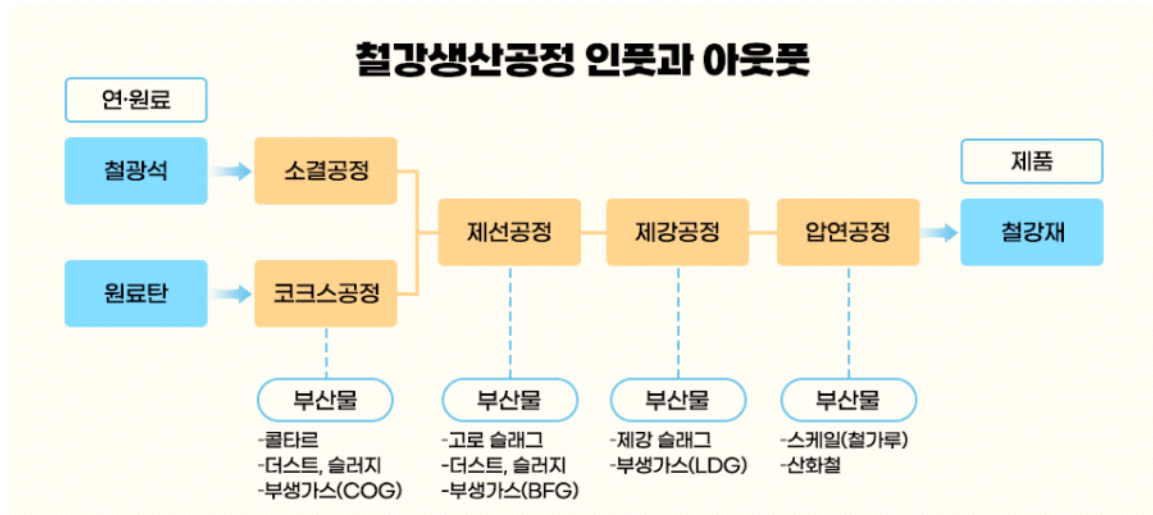 철강생산공정 인풋과 아웃풋
연·원료
철광석
소결공정
제품
제선공정
제강공정
압연공정
철강재
원료탄
코크스공정
부산물
-콜타르
-더스트, 슬러지
-부생가스(COG)
부산물
-고로 슬래그
-더스트, 슬러지
-부생가스(BFG)
부산물
-제강 슬래그
-부생가스(LDG)
부산물
-스케일(철가루)
-산화철